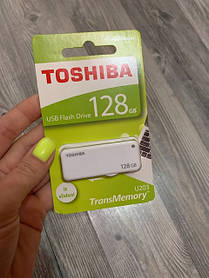 TOSHIBA
USB Flash Drive 128GB
TOSHIBA
128GB
U203
TransMemory